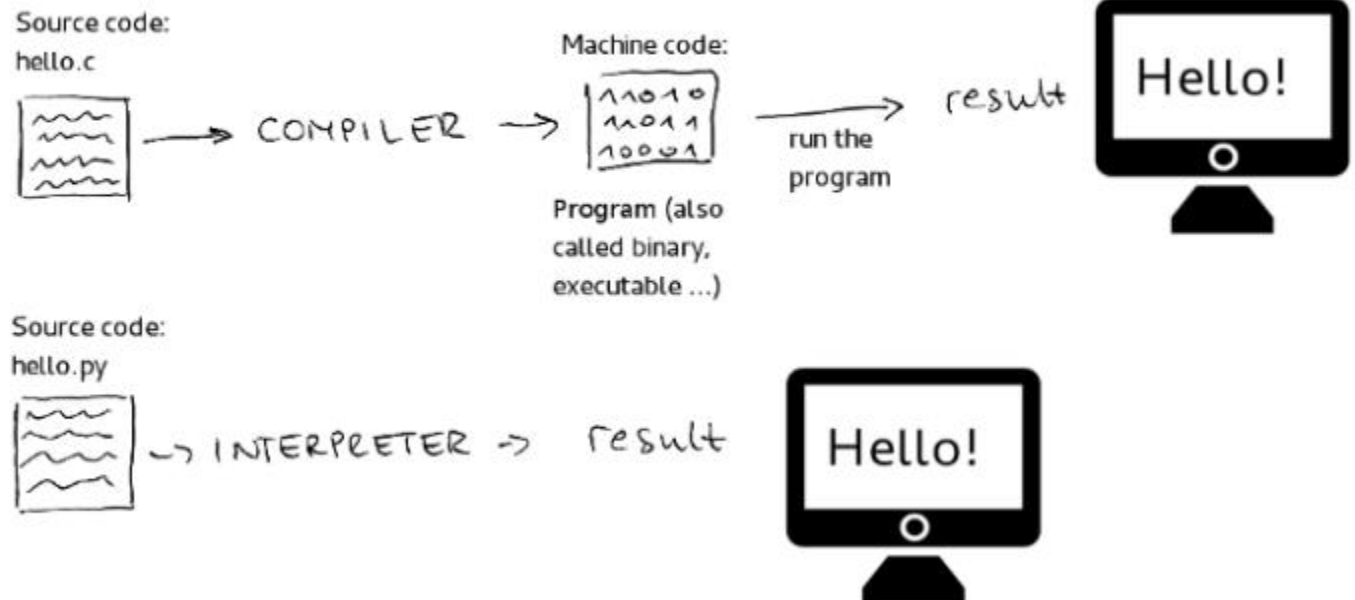 Source code:
hello.c
COMPILER
Machine code:
11010
11011
10001
Program (also
called binary,
executable ...)
run the
program
result
Hello!
Source code:
hello.py
INTERPRETER
result
Hello!